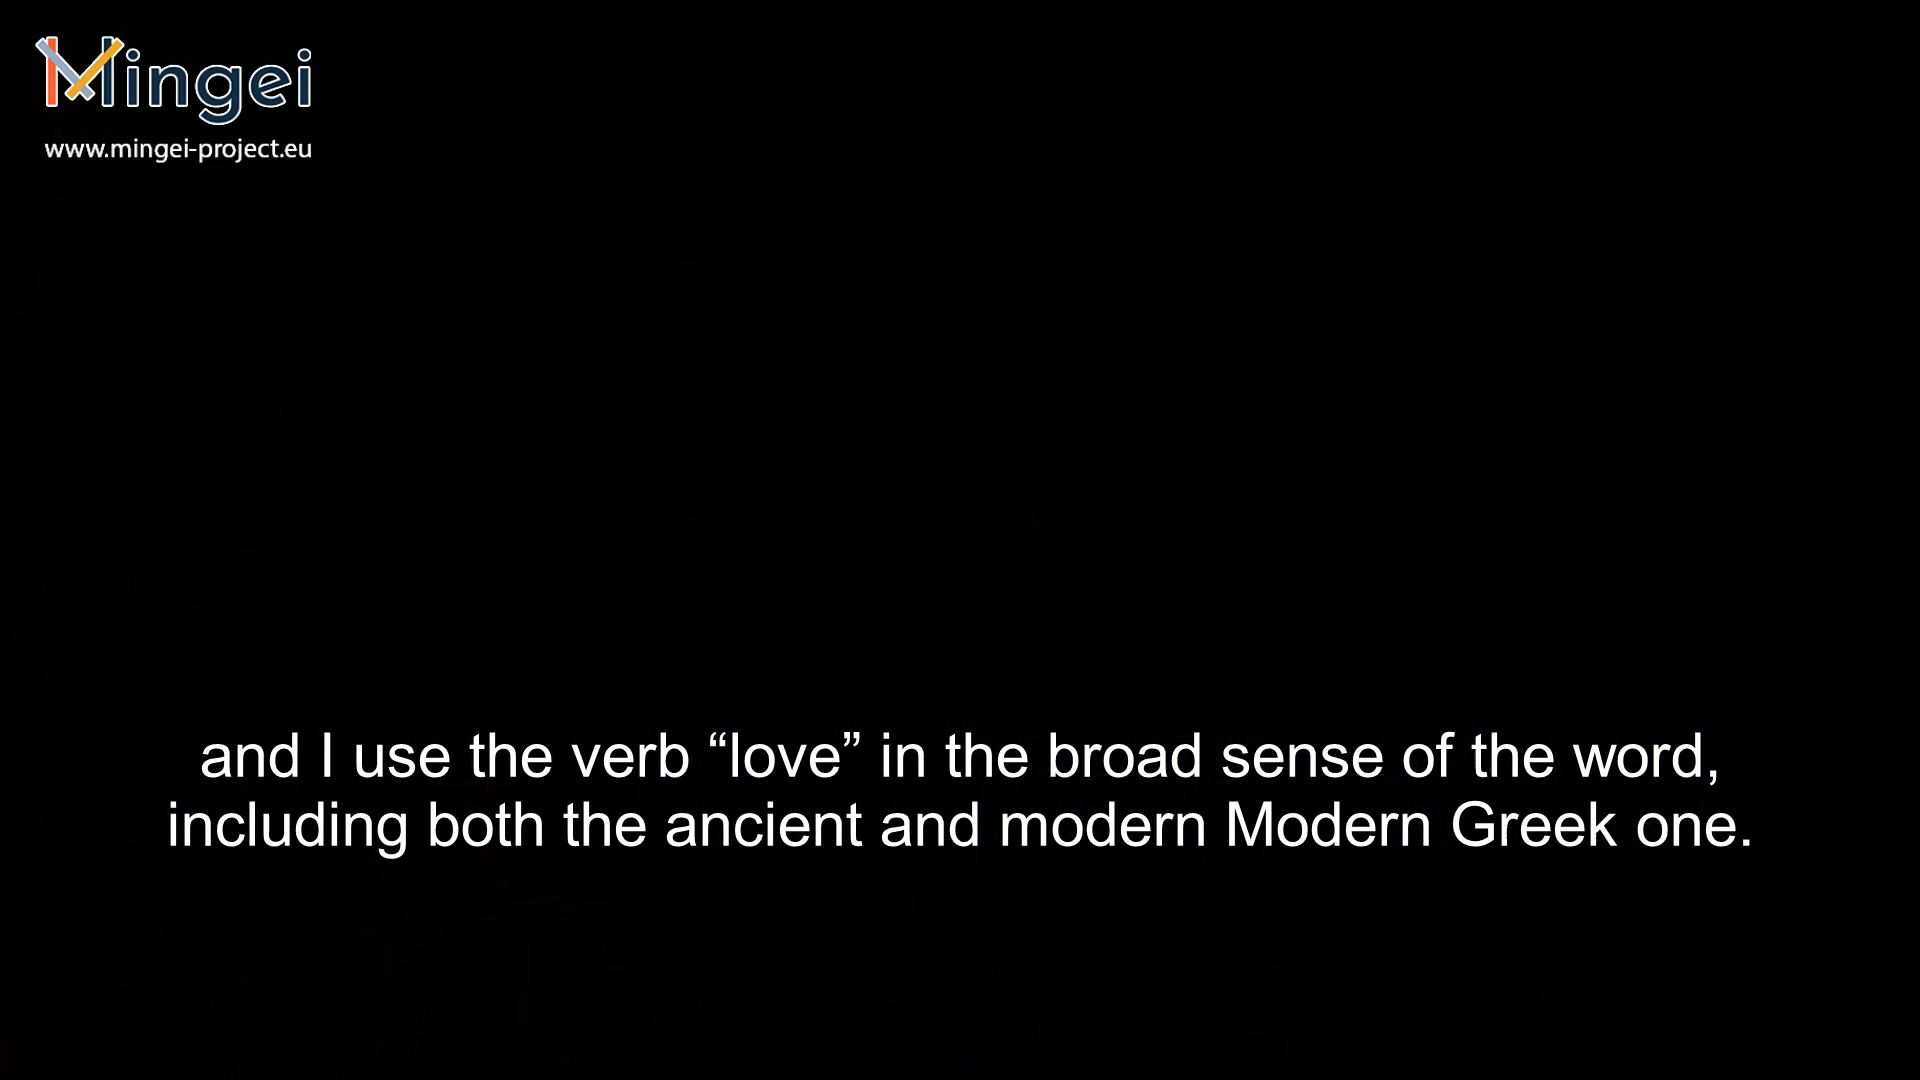 Mingei
www.mingei-project.eu
and I use the verb “love” in the broad sense of the word,
including both the ancient and modern Modern Greek one.